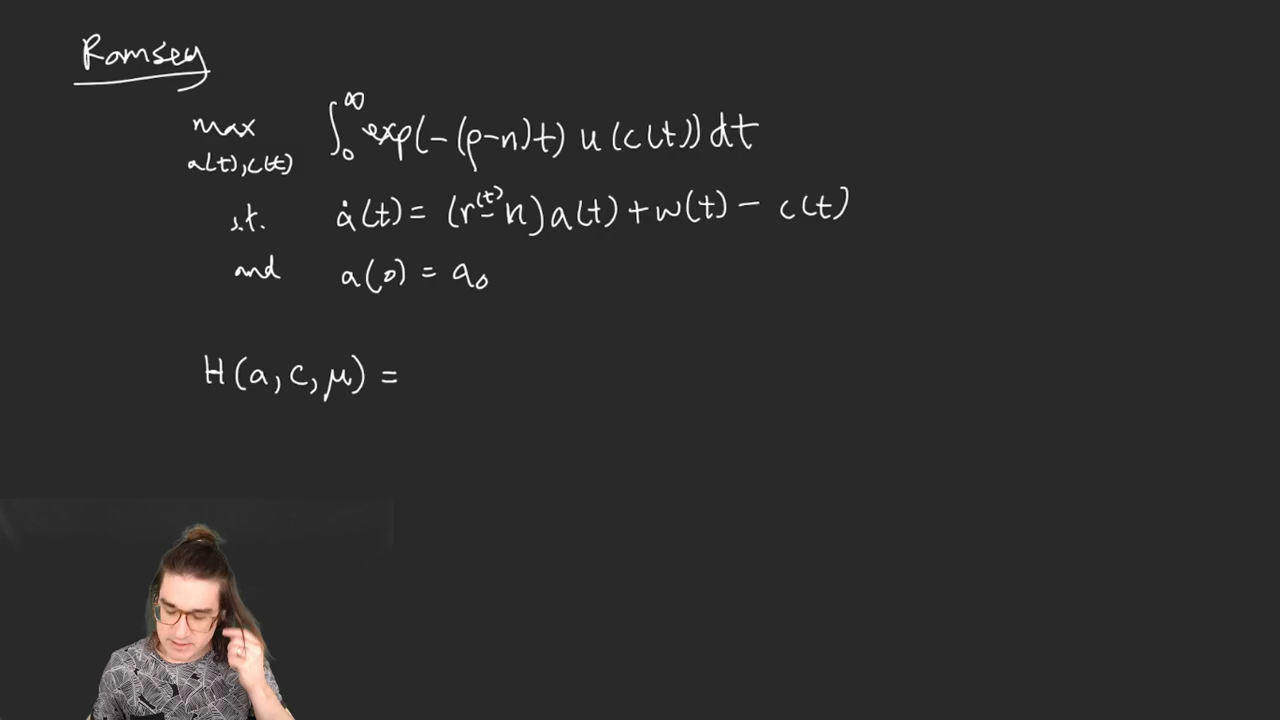 Ramsey
max ∫₀^∞ exp(-(ρ-n)t) u(c(t)) dt
a(t),c(t)
s.t. ȧ(t) = (r(t)-n)a(t) + w(t) - c(t)
and a(0) = a₀
H(a,c,μ) =